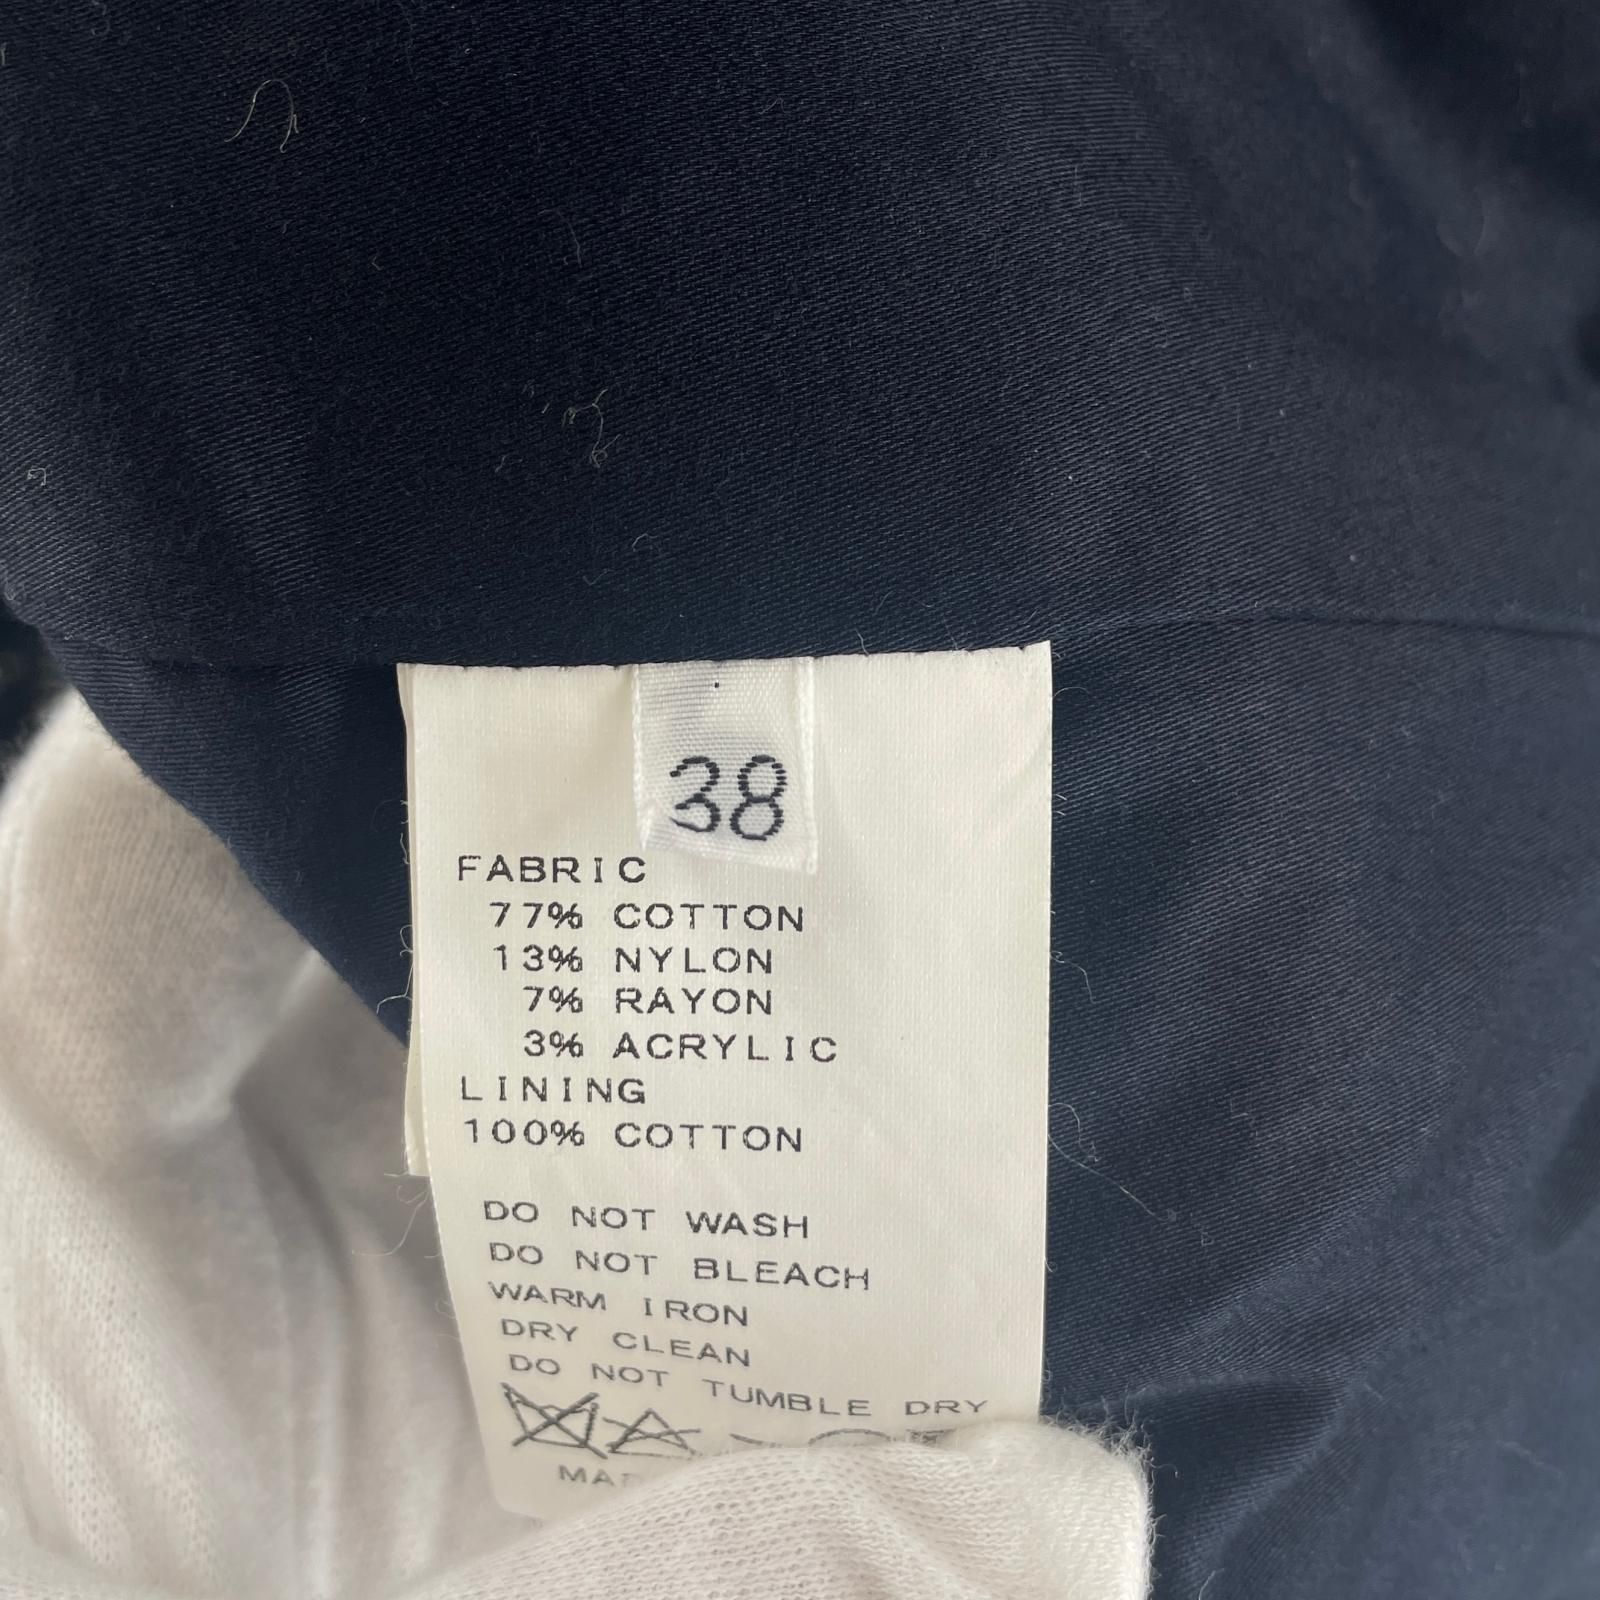 38
FABRIC
77% COTTON
13% NYLON
7% RAYON
3% ACRYLIC
LINING
100% COTTON
DO NOT WASH
DO NOT BLEACH
WARM IRON
DRY CLEAN
DO NOT TUMBLE DRY